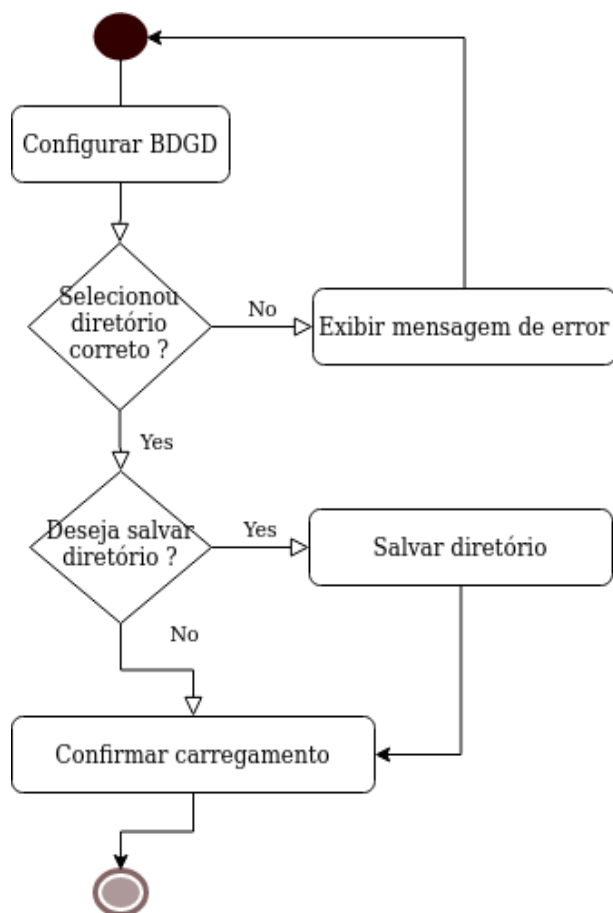 Configurar BDGD
Selecionou
diretório
correto ?
No
Exibir mensagem de error
Yes
Deseja salvar
diretório ?
Yes
Salvar diretório
No
Confirmar carregamento